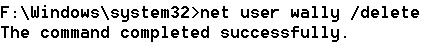 F:\Windows\system32>net user wally /delete
The command completed successfully.